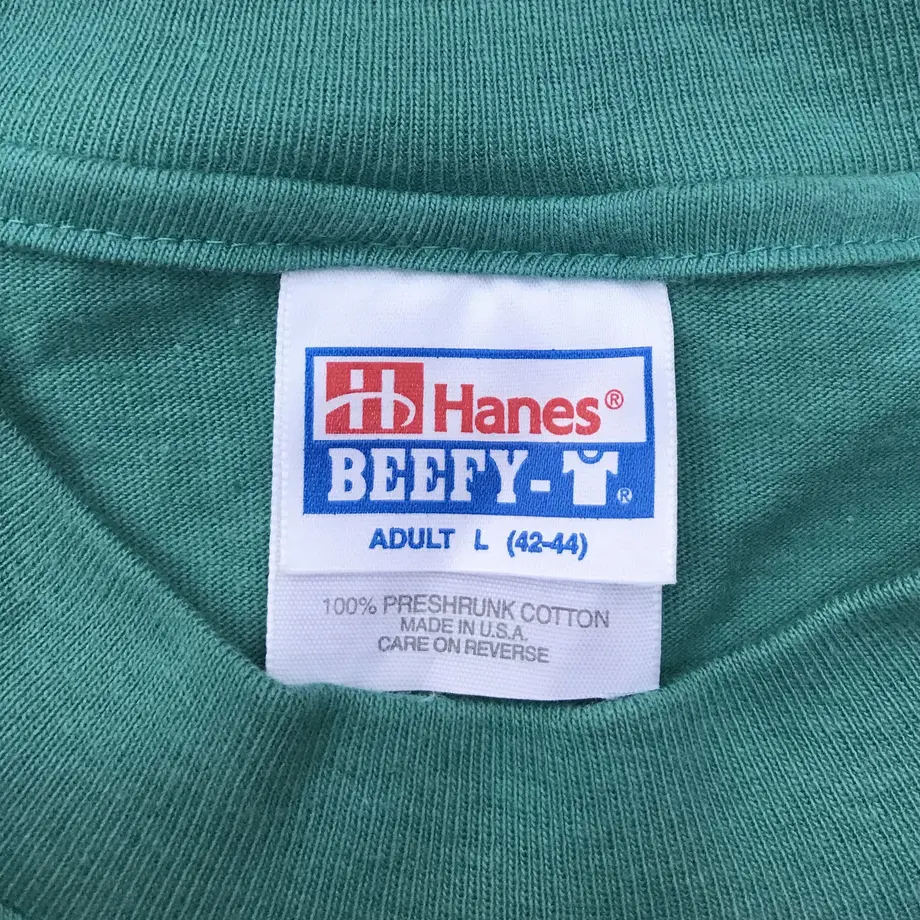 Hanes®
BEEFY-T®
ADULT L (42-44)
100% PRESHRUNK COTTON
MADE IN U.S.A.
CARE ON REVERSE